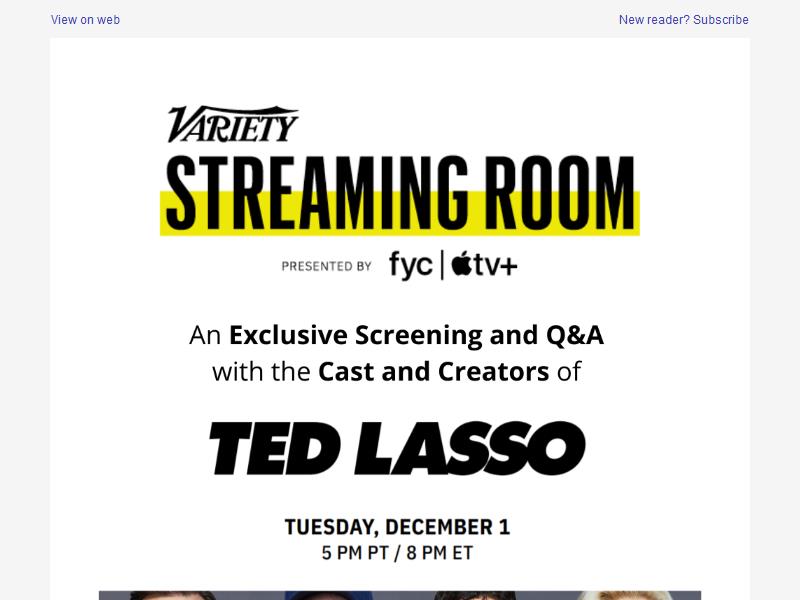 View on web
New reader? Subscribe
VARIETY
STREAMING ROOM
PRESENTED BY fyc | tv+
An Exclusive Screening and Q&A
with the Cast and Creators of
TED LASSO
TUESDAY, DECEMBER 1
5 PM PT / 8 PM ET